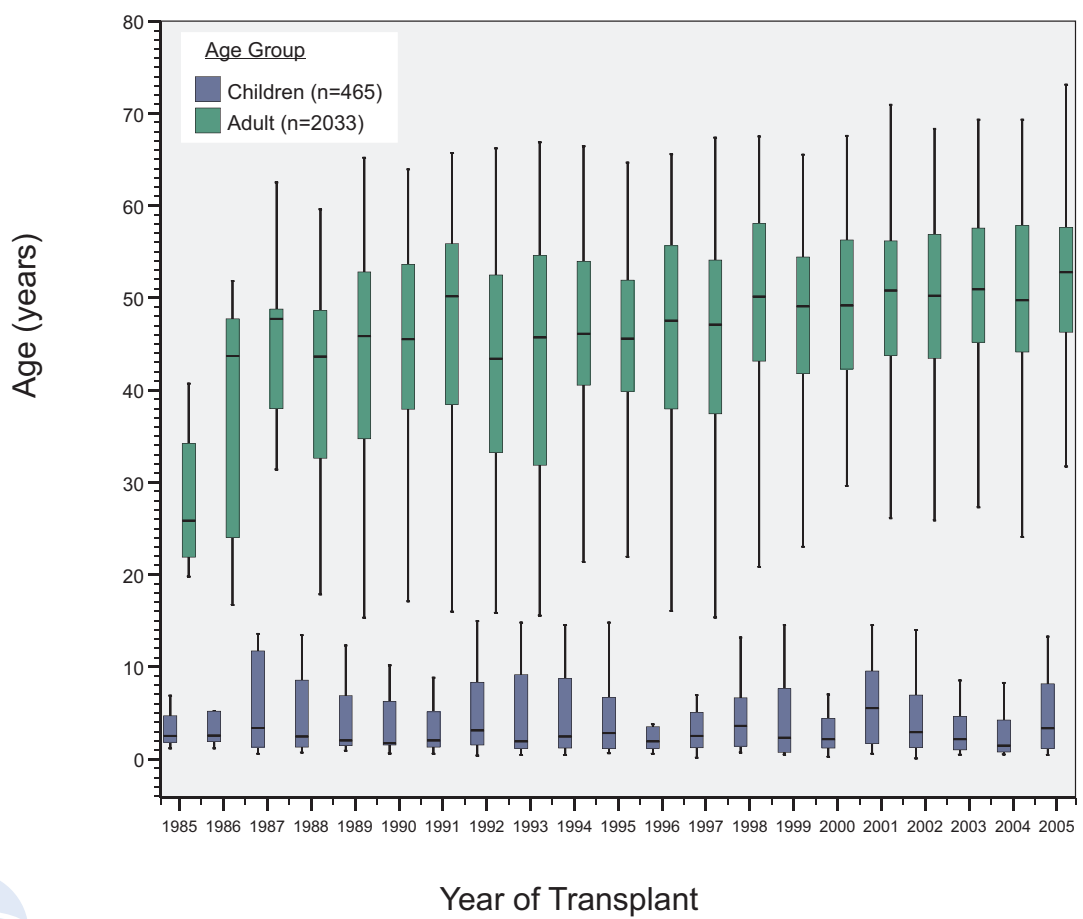 80
70
60
50
40
30
20
10
0
Age (years)
Age Group
Children (n=465)
Adult (n=2033)
1985 1986 1987 1988 1989 1990 1991 1992 1993 1994 1995 1996 1997 1998 1999 2000 2001 2002 2003 2004 2005
Year of Transplant